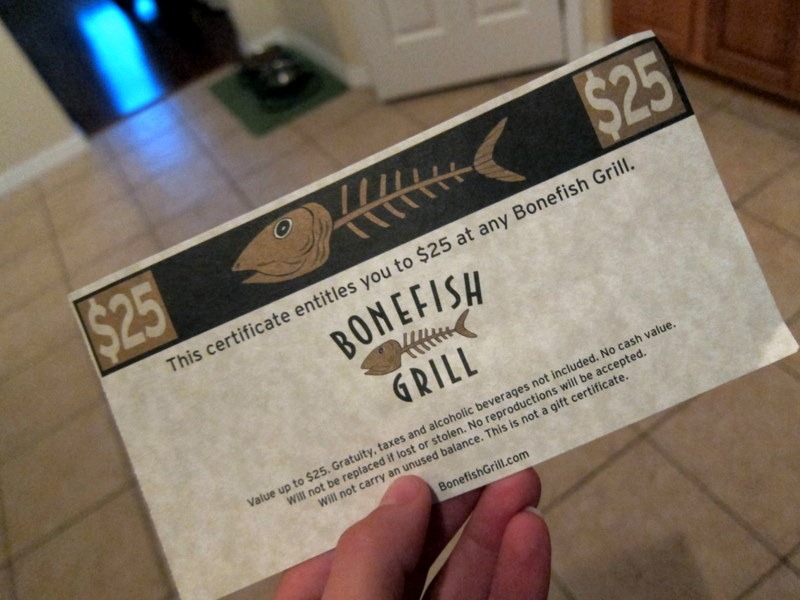 $25
$25
This certificate entitles you to $25 at any Bonefish Grill.
BONEFISH
GRILL
Value up to $25. Gratuity, taxes and alcoholic beverages not included. No cash value.
Will not be replaced if lost or stolen. No reproductions will be accepted.
Will not carry an unused balance. This is not a gift certificate.
BonefishGrill.com